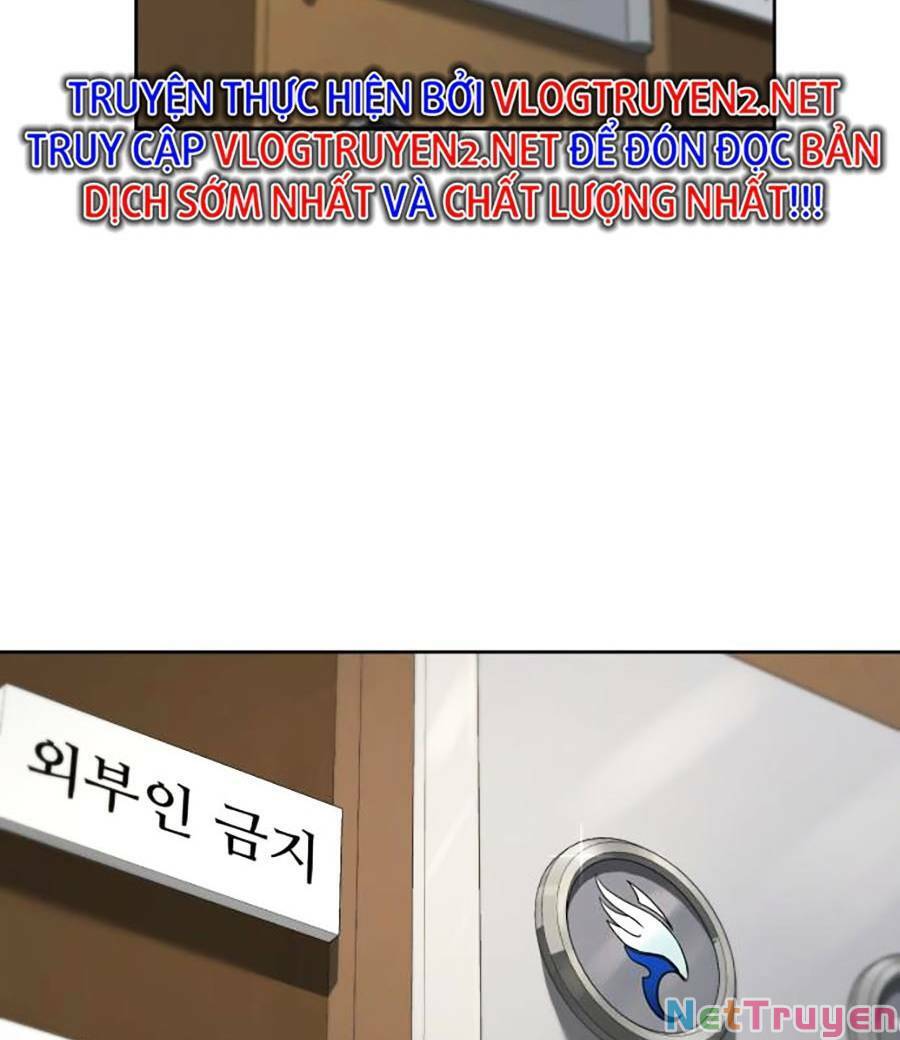 TRUYỆN THỰC HIỆN BỞI VLOGTRUYEN2.NET
TRUY CẬP VLOGTRUYEN2.NET ĐỂ ĐÓN ĐỌC BẢN
DỊCH SỚM NHẤT VÀ CHẤT LƯỢNG NHẤT!!!
외부인 금지
NetTruyen